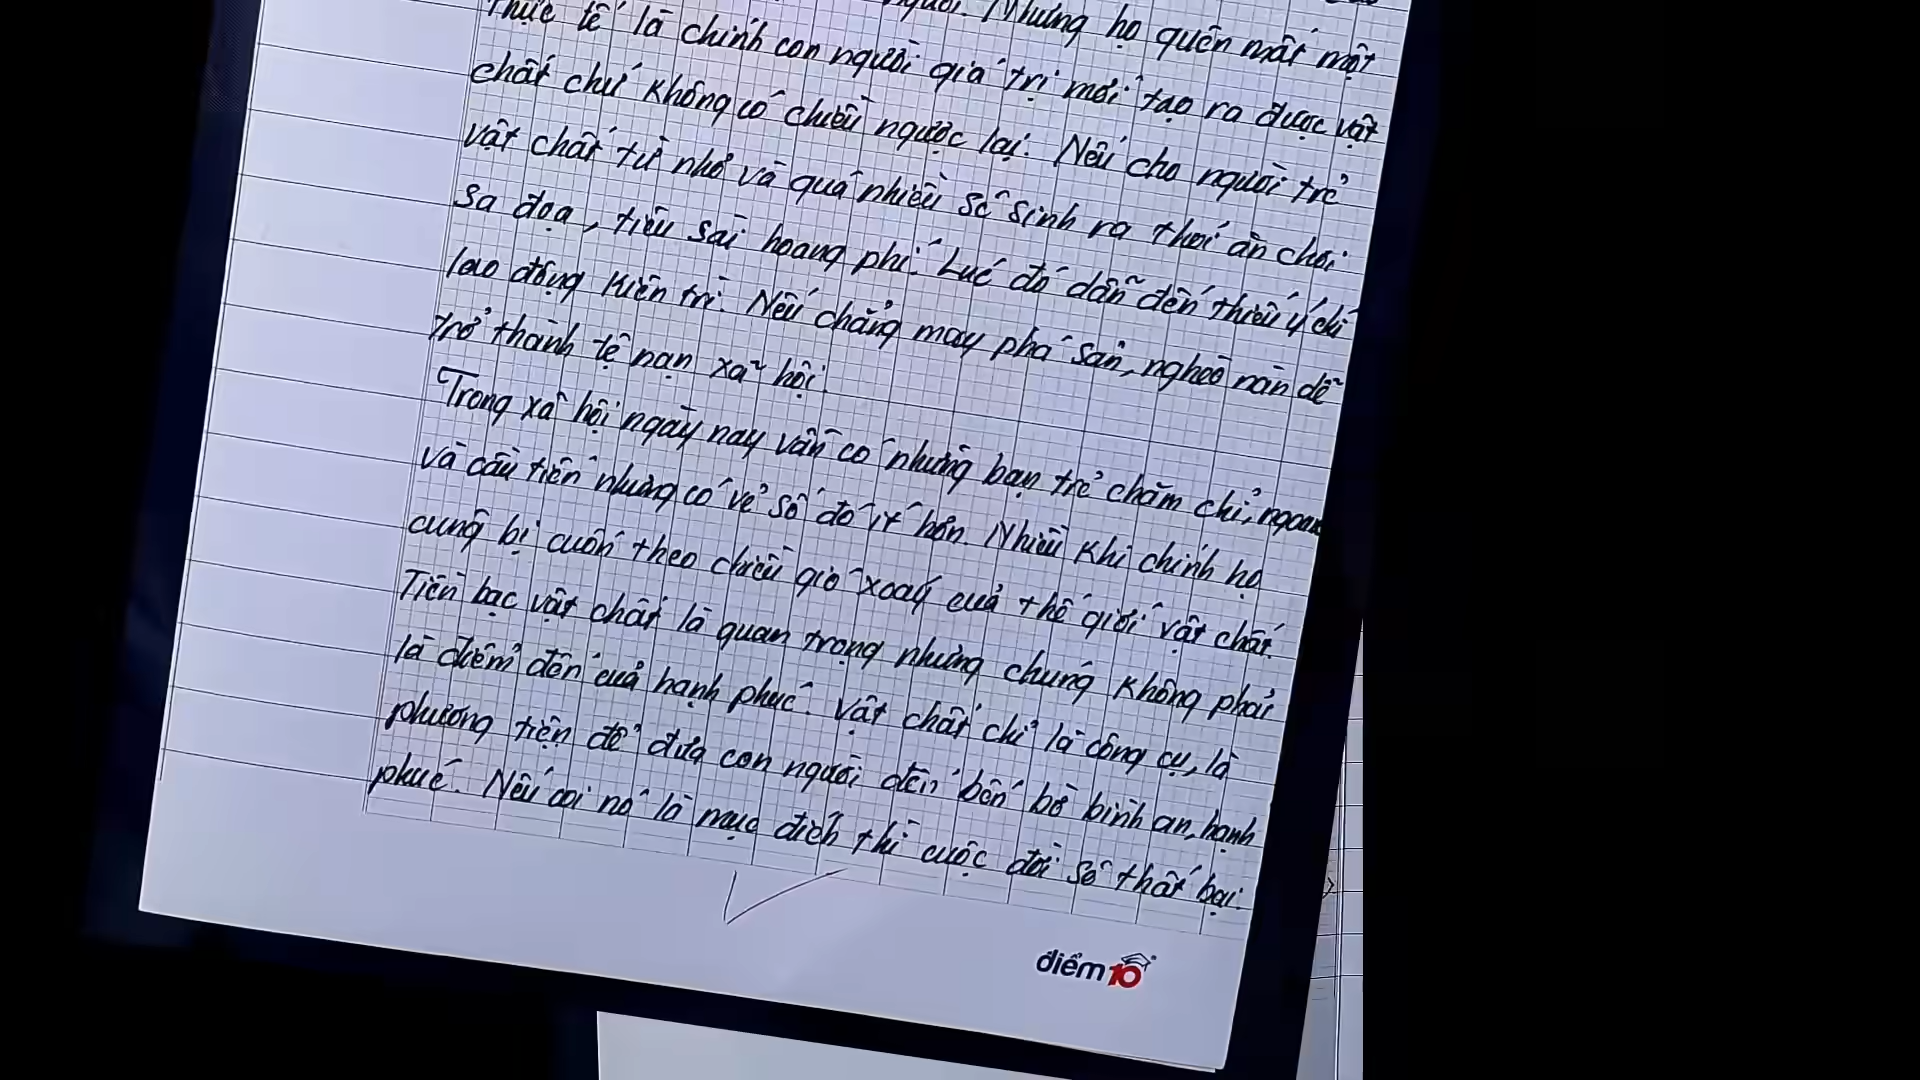 người. Nhưng họ quên mất một
thực tế là chính con người giá trị mới tạo ra được vật
chất chứ không có chiều ngược lại. Nếu cho người trẻ
vật chất từ nhỏ và quá nhiều sẽ sinh ra thói ăn chơi
sa đọa, tiêu sài hoang phí. Lúc đó dẫn đến thiếu ý chí
lao động kiên trì. Nếu chẳng may phá sản, nghèo nàn dễ
trở thành tệ nạn xã hội.
Trong xã hội ngày nay vẫn có những bạn trẻ chăm chỉ, ngoan
và cầu tiến nhưng có vẻ số đó ít hơn. Nhiều khi chính họ
cũng bị cuốn theo chiều gió xoáy của thế giới vật chất.
Tiền bạc vật chất là quan trọng nhưng chúng không phải
là điểm đến của hạnh phúc. Vật chất chỉ là công cụ, là
phương tiện để đưa con người đến bến bờ bình an, hạnh
phúc. Nếu coi nó là mục đích thì cuộc đời sẽ thất bại.
điểm10